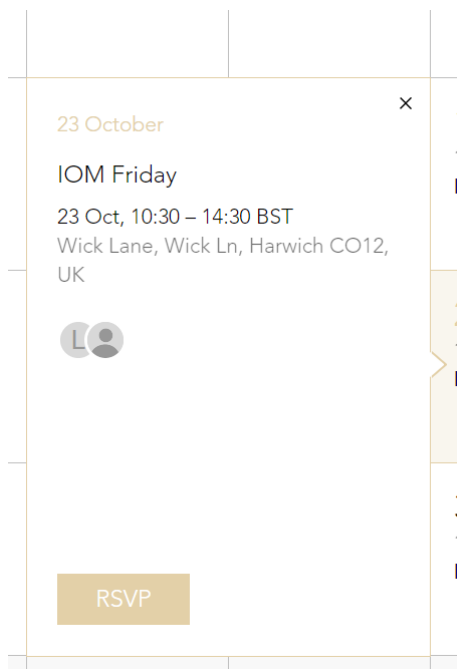 23 October
IOM Friday
23 Oct, 10:30 – 14:30 BST
Wick Lane, Wick Ln, Harwich CO12,
UK
L
RSVP